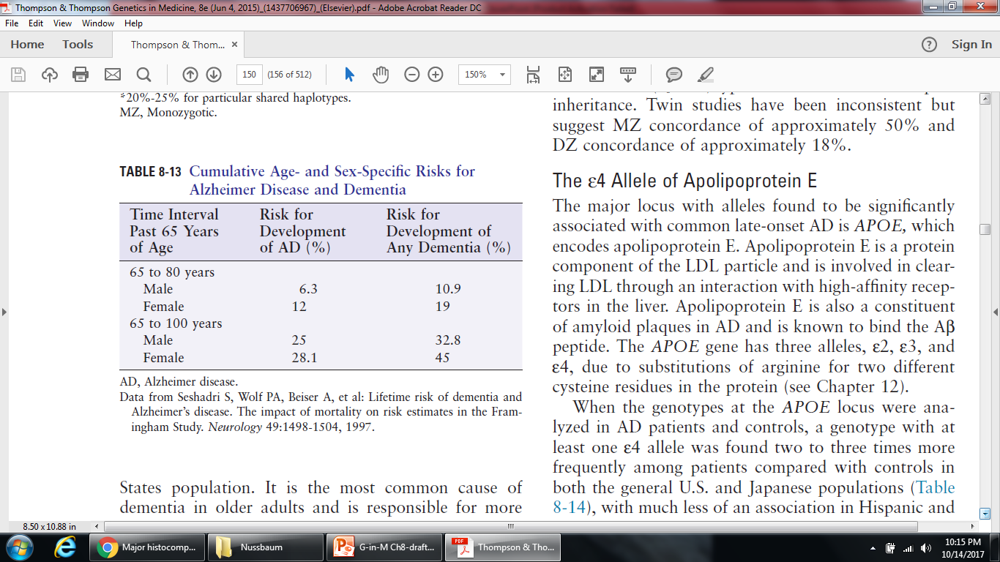 Thompson & Thompson Genetics in Medicine, 8e (Jun 4, 2015)_(1437706967)_(Elsevier).pdf - Adobe Acrobat Reader DC
File Edit View Window Help
Home Tools Thompson & Thom... × ? Sign In
150 (156 of 512) 150%
*20%-25% for particular shared haplotypes.
MZ, Monozygotic.
TABLE 8-13 Cumulative Age- and Sex-Specific Risks for
Alzheimer Disease and Dementia
Time Interval Past 65 Years of Age Risk for Development of AD (%) Risk for Development of Any Dementia (%)
65 to 80 years
Male 6.3 10.9
Female 12 19
65 to 100 years
Male 25 32.8
Female 28.1 45
AD, Alzheimer disease.
Data from Seshadri S, Wolf PA, Beiser A, et al: Lifetime risk of dementia and
Alzheimer's disease. The impact of mortality on risk estimates in the Fram-
ingham Study. Neurology 49:1498-1504, 1997.
States population. It is the most common cause of
dementia in older adults and is responsible for more
inheritance. Twin studies have been inconsistent but
suggest MZ concordance of approximately 50% and
DZ concordance of approximately 18%.
The ε4 Allele of Apolipoprotein E
The major locus with alleles found to be significantly
associated with common late-onset AD is APOE, which
encodes apolipoprotein E. Apolipoprotein E is a protein
component of the LDL particle and is involved in clear-
ing LDL through an interaction with high-affinity recep-
tors in the liver. Apolipoprotein E is also a constituent
of amyloid plaques in AD and is known to bind the Aβ
peptide. The APOE gene has three alleles, ε2, ε3, and
ε4, due to substitutions of arginine for two different
cysteine residues in the protein (see Chapter 12).
When the genotypes at the APOE locus were ana-
lyzed in AD patients and controls, a genotype with at
least one ε4 allele was found two to three times more
frequently among patients compared with controls in
both the general U.S. and Japanese populations (Table
8-14), with much less of an association in Hispanic and
8.50 x 10.88 in
Major histocomp... Nussbaum G-in-M Ch8-draft... Thompson & Tho...
10:15 PM
10/14/2017